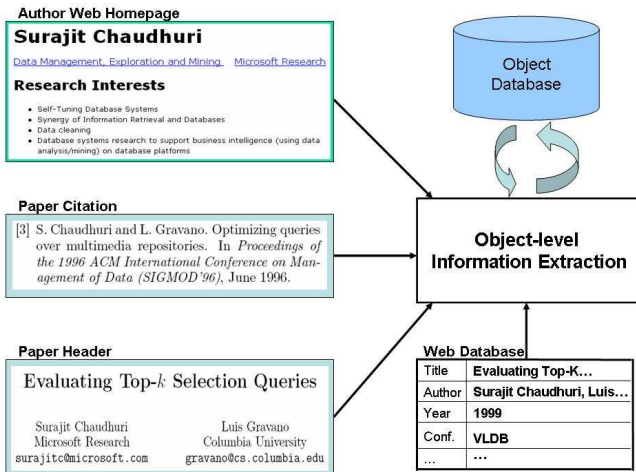 Author Web Homepage
Surajit Chaudhuri
Data Management, Exploration and Mining Microsoft Research
Research Interests
• Self-Tuning Database Systems
• Synergy of Information Retrieval and Databases
• Data cleaning
• Database systems research to support business intelligence (using data
analysis/mining) on database platforms
Object
Database
Paper Citation
[3] S. Chaudhuri and L. Gravano. Optimizing queries
over multimedia repositories. In Proceedings of
the 1996 ACM International Conference on Man-
agement of Data (SIGMOD'96), June 1996.
Object-level
Information Extraction
Paper Header
Evaluating Top-k Selection Queries
Surajit Chaudhuri
Microsoft Research
surajitc@microsoft.com
Luis Gravano
Columbia University
gravano@cs.columbia.edu
Web Database
Title Evaluating Top-K…
Author Surajit Chaudhuri, Luis…
Year 1999
Conf. VLDB
… …